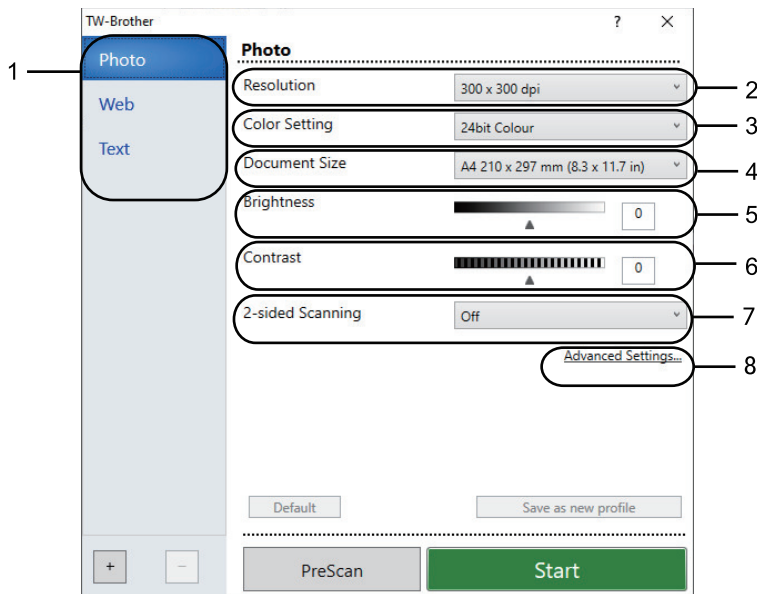 TW-Brother ? ×
1
Photo
Web
Text
Photo
Resolution 300 x 300 dpi 2
Color Setting 24bit Colour 3
Document Size A4 210 x 297 mm (8.3 x 11.7 in) 4
Brightness 0 5
Contrast 0 6
2-sided Scanning Off 7
Advanced Settings... 8
Default Save as new profile
+ −
PreScan Start